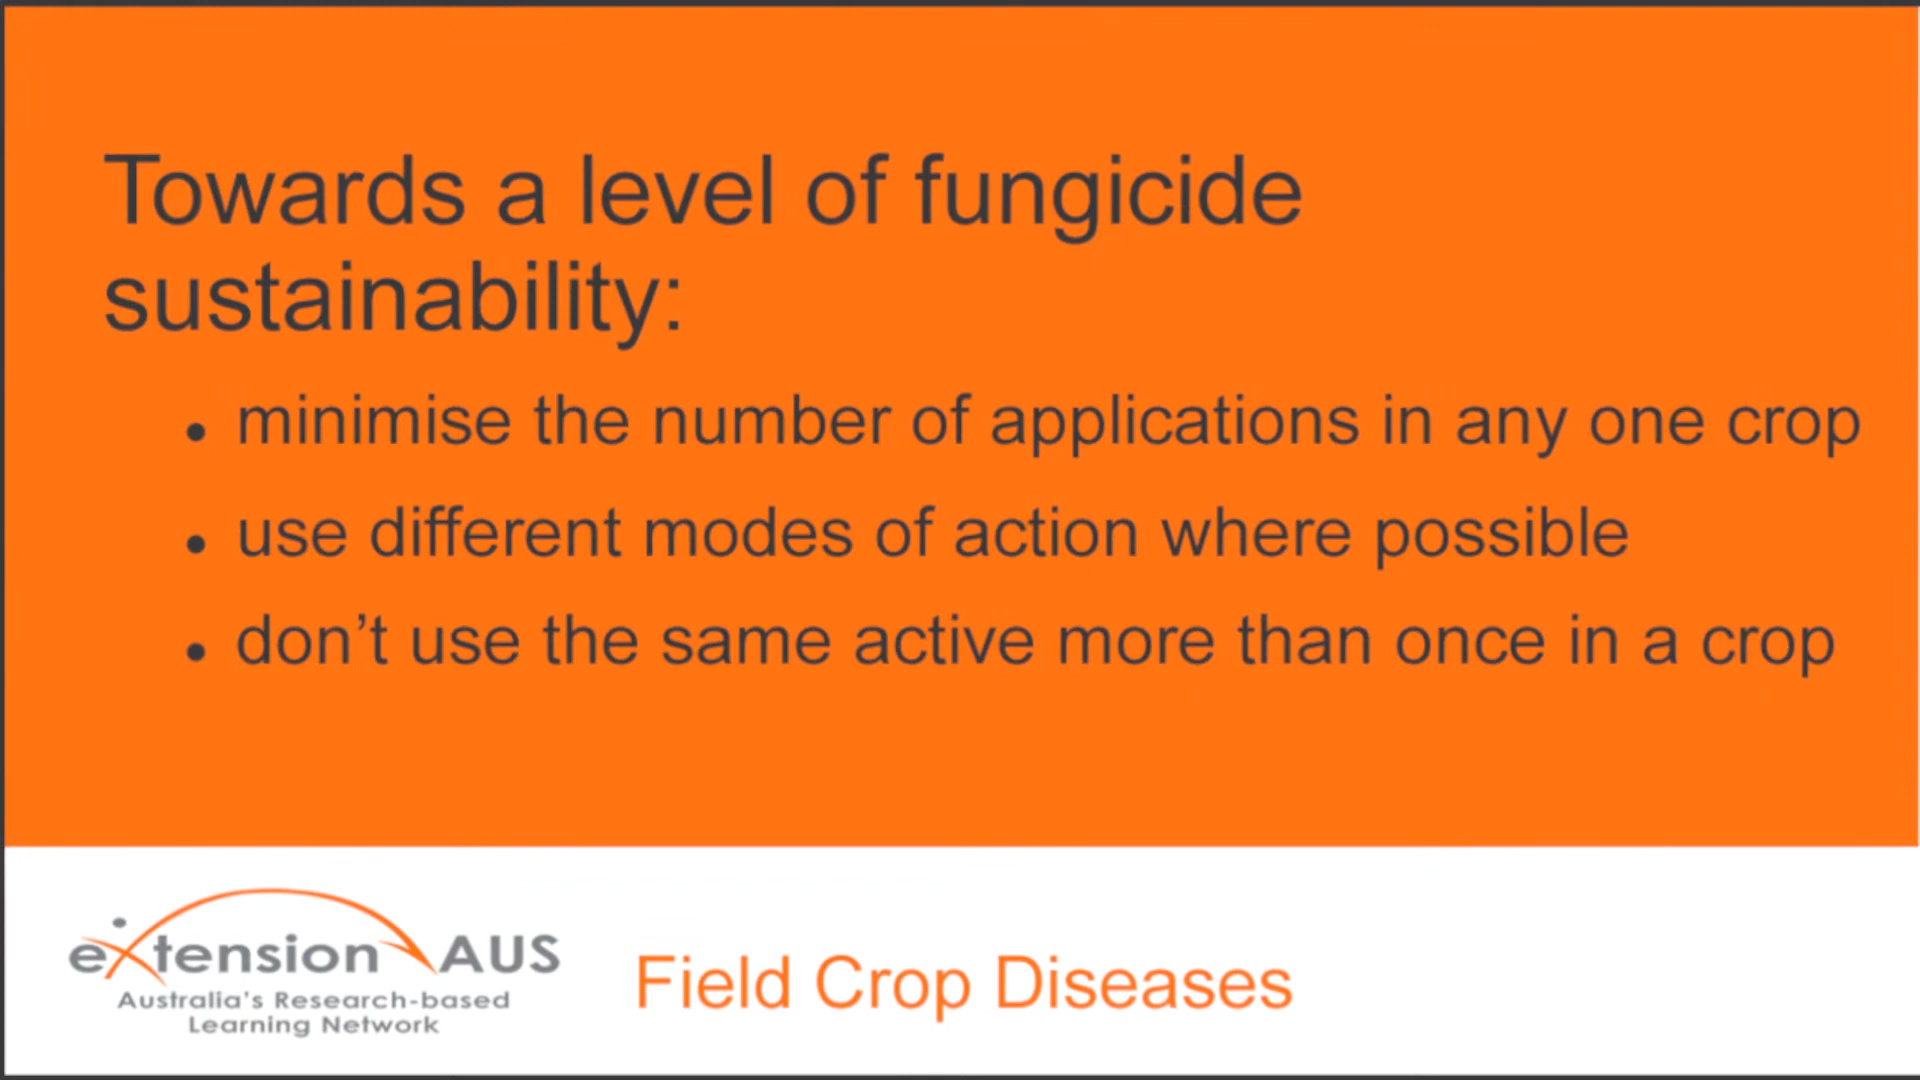 Towards a level of fungicide
sustainability:
• minimise the number of applications in any one crop
• use different modes of action where possible
• don’t use the same active more than once in a crop
extension AUS
Australia's Research-based
Learning Network
Field Crop Diseases